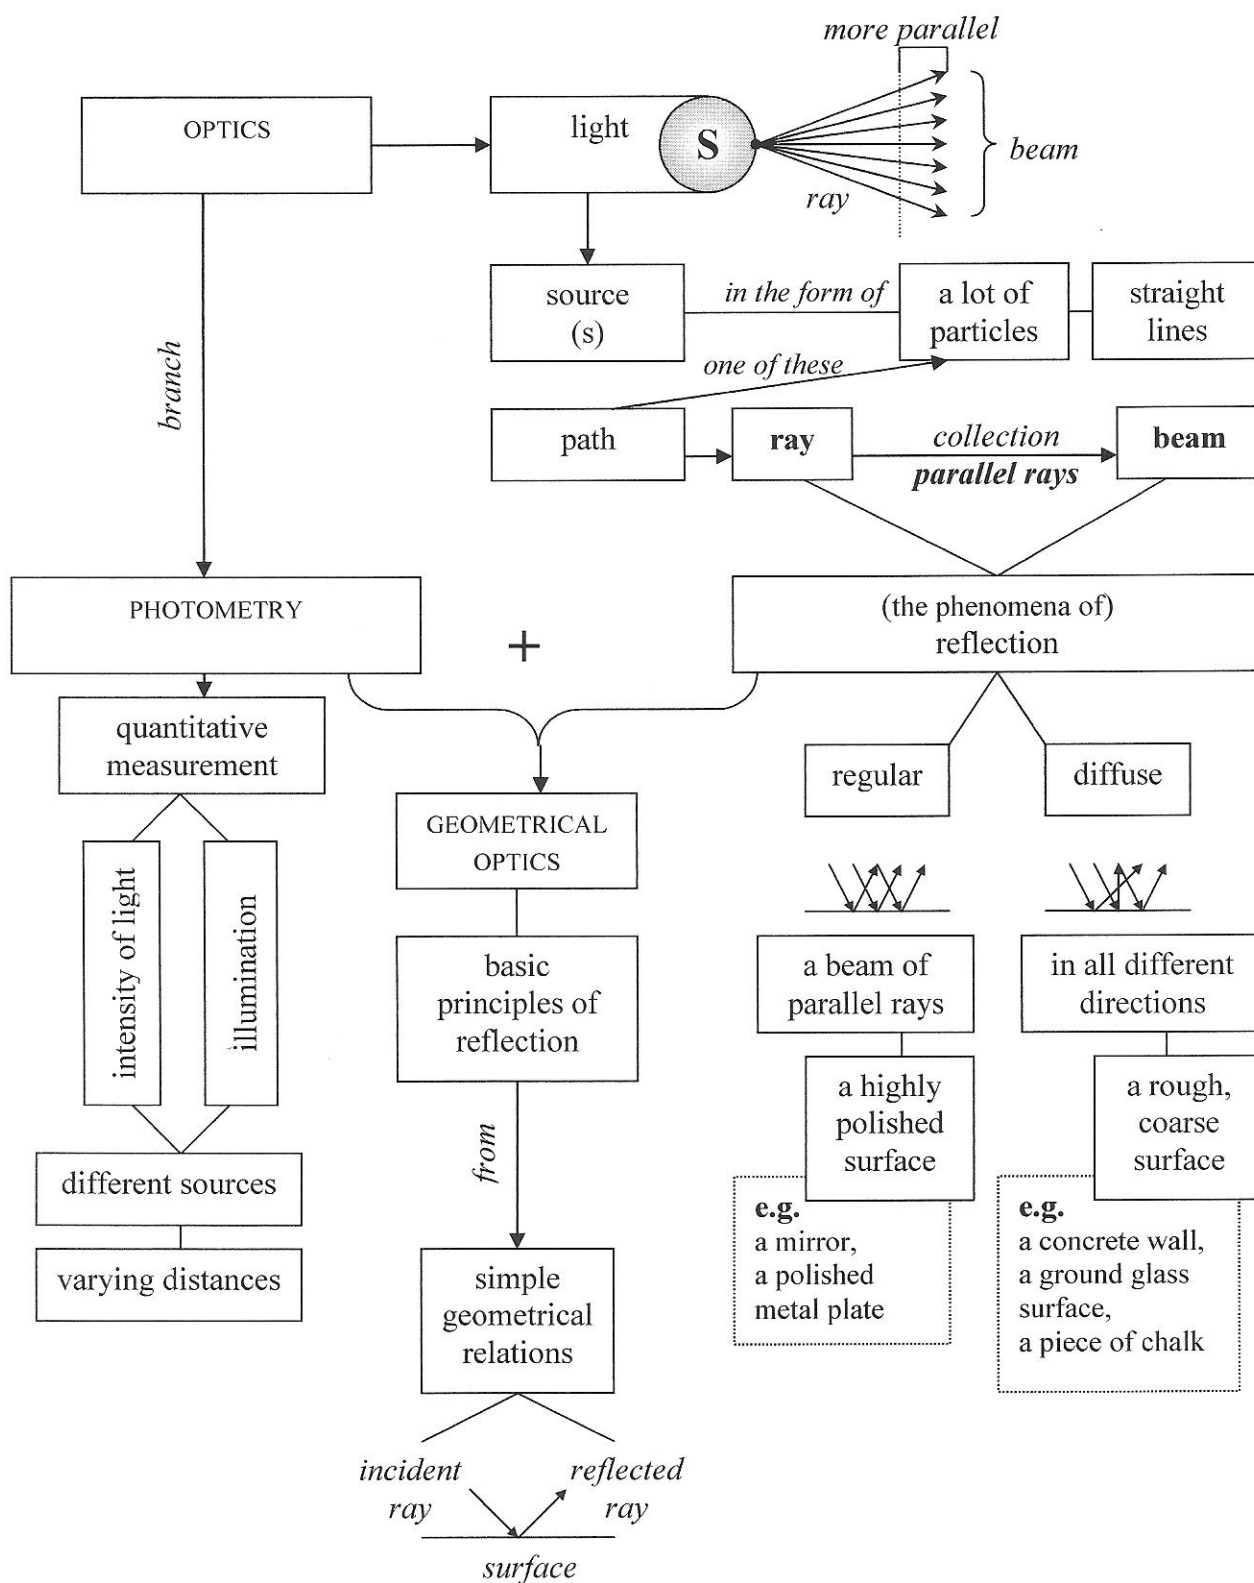 more parallel
OPTICS
light
S
ray
beam
source
(s)
in the form of
a lot of
particles
straight
lines
one of these
branch
path
ray
collection
parallel rays
beam
PHOTOMETRY
+
(the phenomena of)
reflection
quantitative
measurement
regular
diffuse
GEOMETRICAL
OPTICS
intensity of light
illumination
basic
principles of
reflection
a beam of
parallel rays
in all different
directions
a highly
polished
surface
a rough,
coarse
surface
from
different sources
varying distances
e.g.
a mirror,
a polished
metal plate
e.g.
a concrete wall,
a ground glass
surface,
a piece of chalk
simple
geometrical
relations
incident
ray
reflected
ray
surface